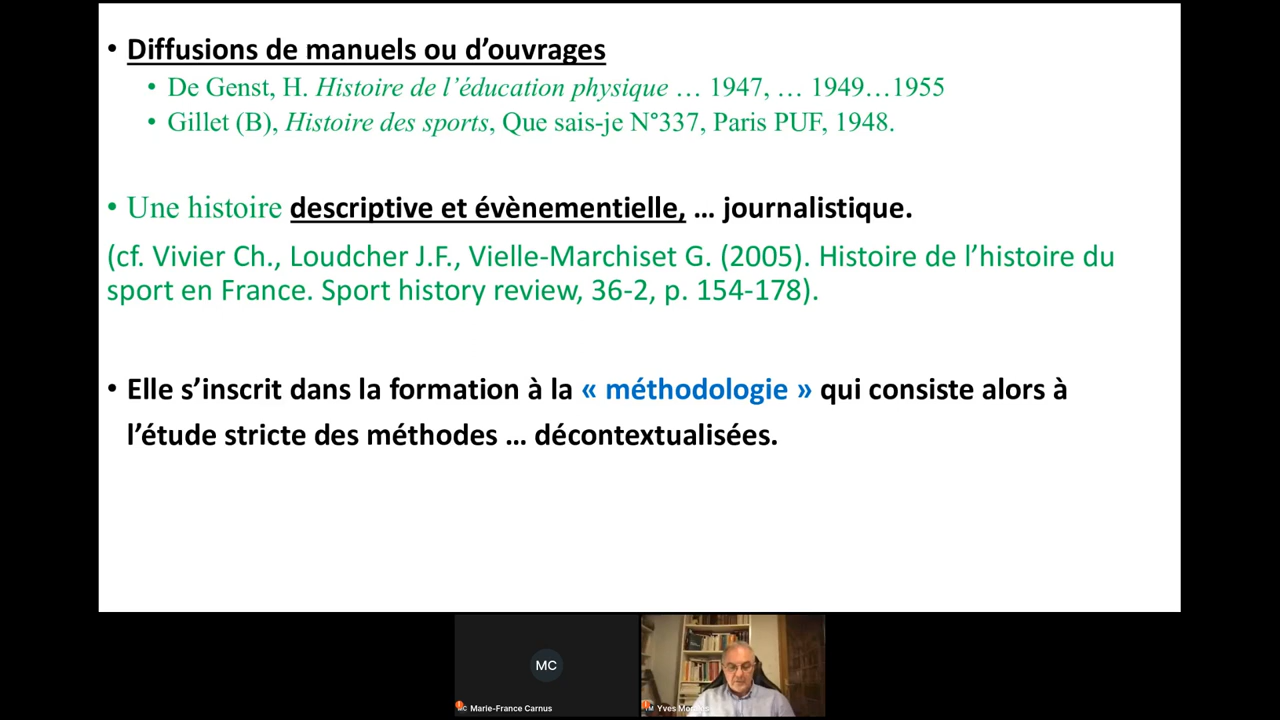 • Diffusions de manuels ou d’ouvrages
• De Genst, H. Histoire de l’éducation physique … 1947, … 1949…1955
• Gillet (B), Histoire des sports, Que sais-je N°337, Paris PUF, 1948.
• Une histoire descriptive et évènementielle, … journalistique.
(cf. Vivier Ch., Loudcher J.F., Vielle-Marchiset G. (2005). Histoire de l’histoire du
sport en France. Sport history review, 36-2, p. 154-178).
• Elle s’inscrit dans la formation à la « méthodologie » qui consiste alors à
l’étude stricte des méthodes … décontextualisées.
MC
Marie-France Carnus
Yves